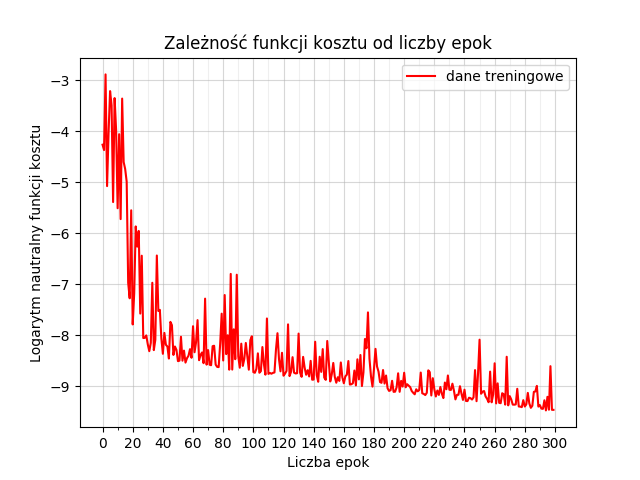 Zależność funkcji kosztu od liczby epok
dane treningowe
Logarytm nautralny funkcji kosztu
−3
−4
−5
−6
−7
−8
−9
0 20 40 60 80 100 120 140 160 180 200 220 240 260 280 300
Liczba epok